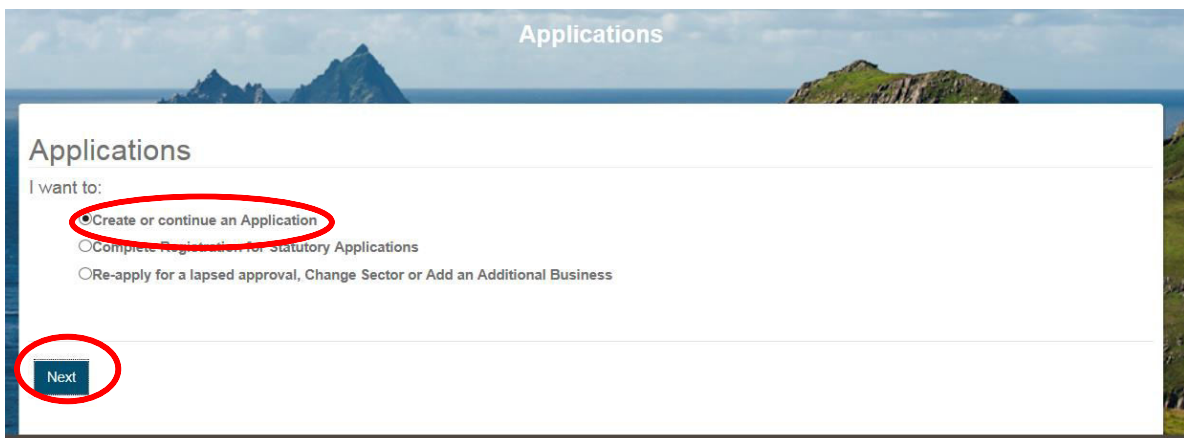 Applications
Applications
I want to:
Create or continue an Application
Complete Registration for Statutory Applications
Re-apply for a lapsed approval, Change Sector or Add an Additional Business
Next